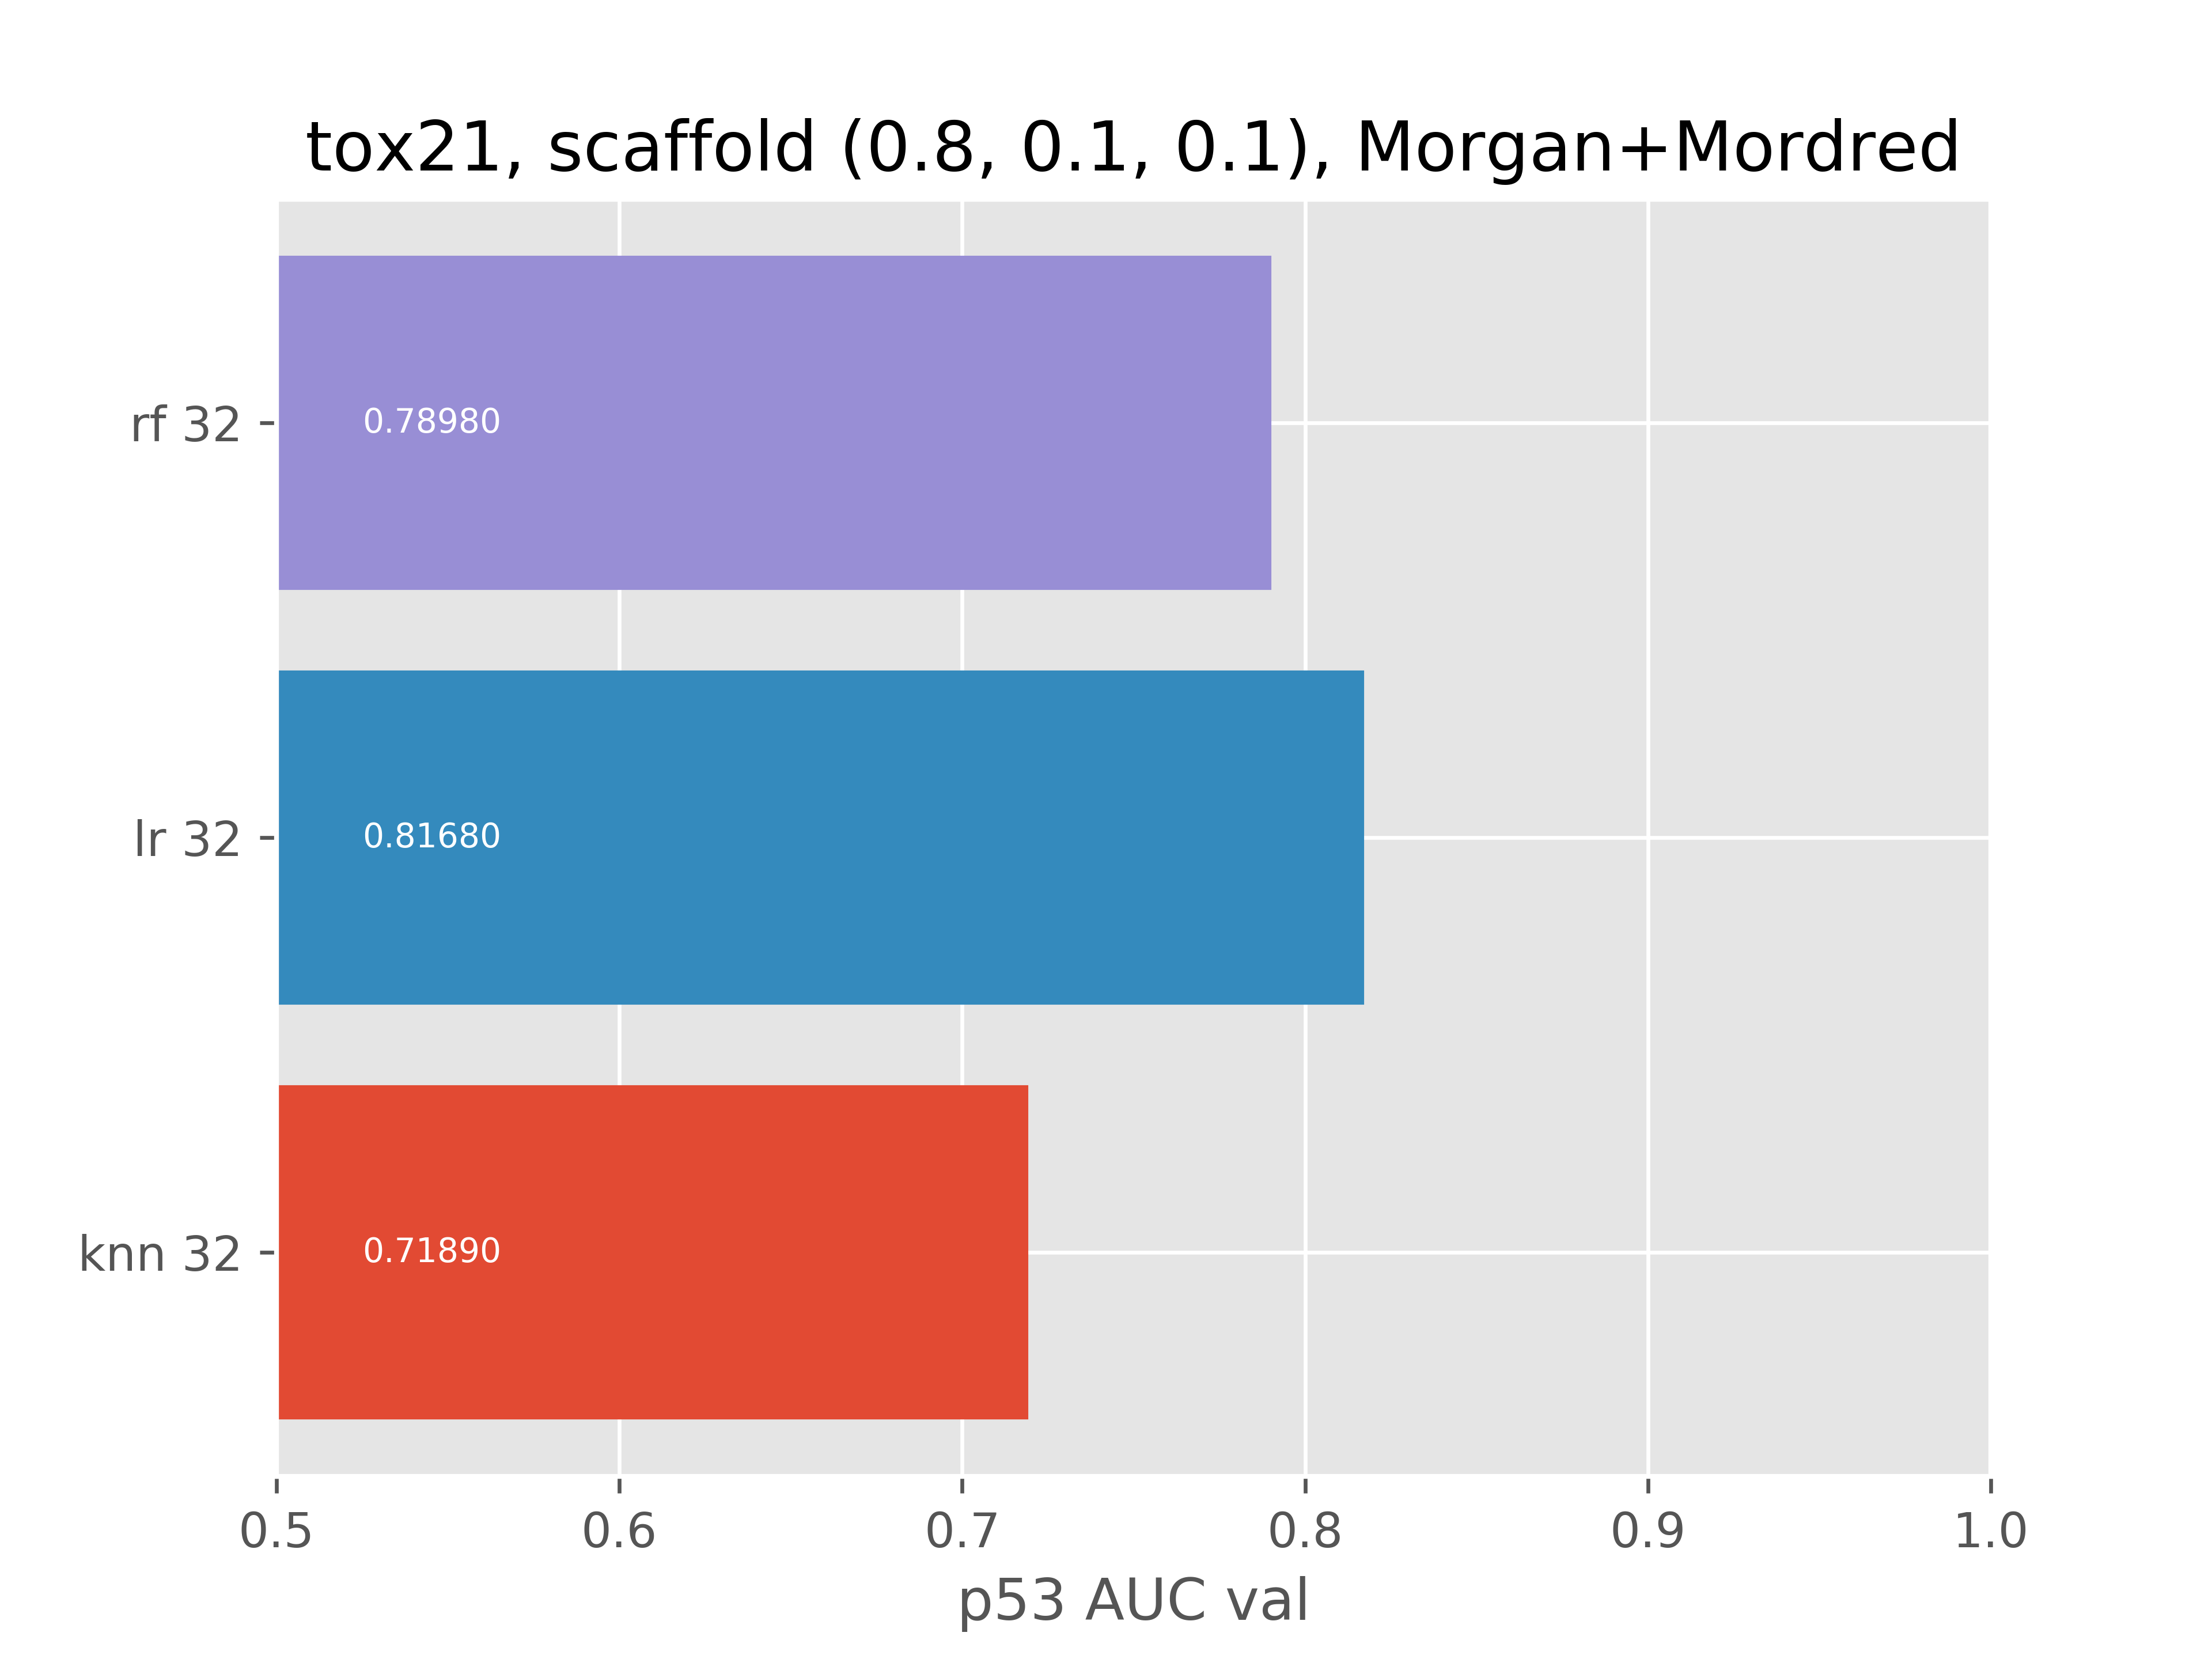 tox21, scaffold (0.8, 0.1, 0.1), Morgan+Mordred
rf 32
0.78980
lr 32
0.81680
knn 32
0.71890
0.5 0.6 0.7 0.8 0.9 1.0
p53 AUC val